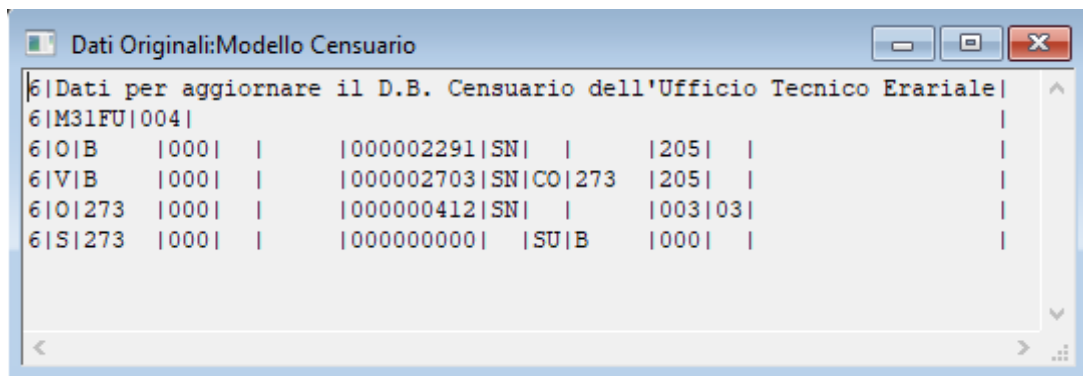 Dati Originali:Modello Censuario
6|Dati per aggiornare il D.B. Censuario dell'Ufficio Tecnico Erariale|
6|M31FU|004|                                                           |
6|O|B    |000|  |      |000002291|SN|  |      |205|  |                  |
6|V|B    |000|  |      |000002703|SN|CO|273   |205|  |                  |
6|O|273  |000|  |      |000000412|SN|  |      |003|03|                  |
6|S|273  |000|  |      |000000000|  |SU|B     |000|  |                  |